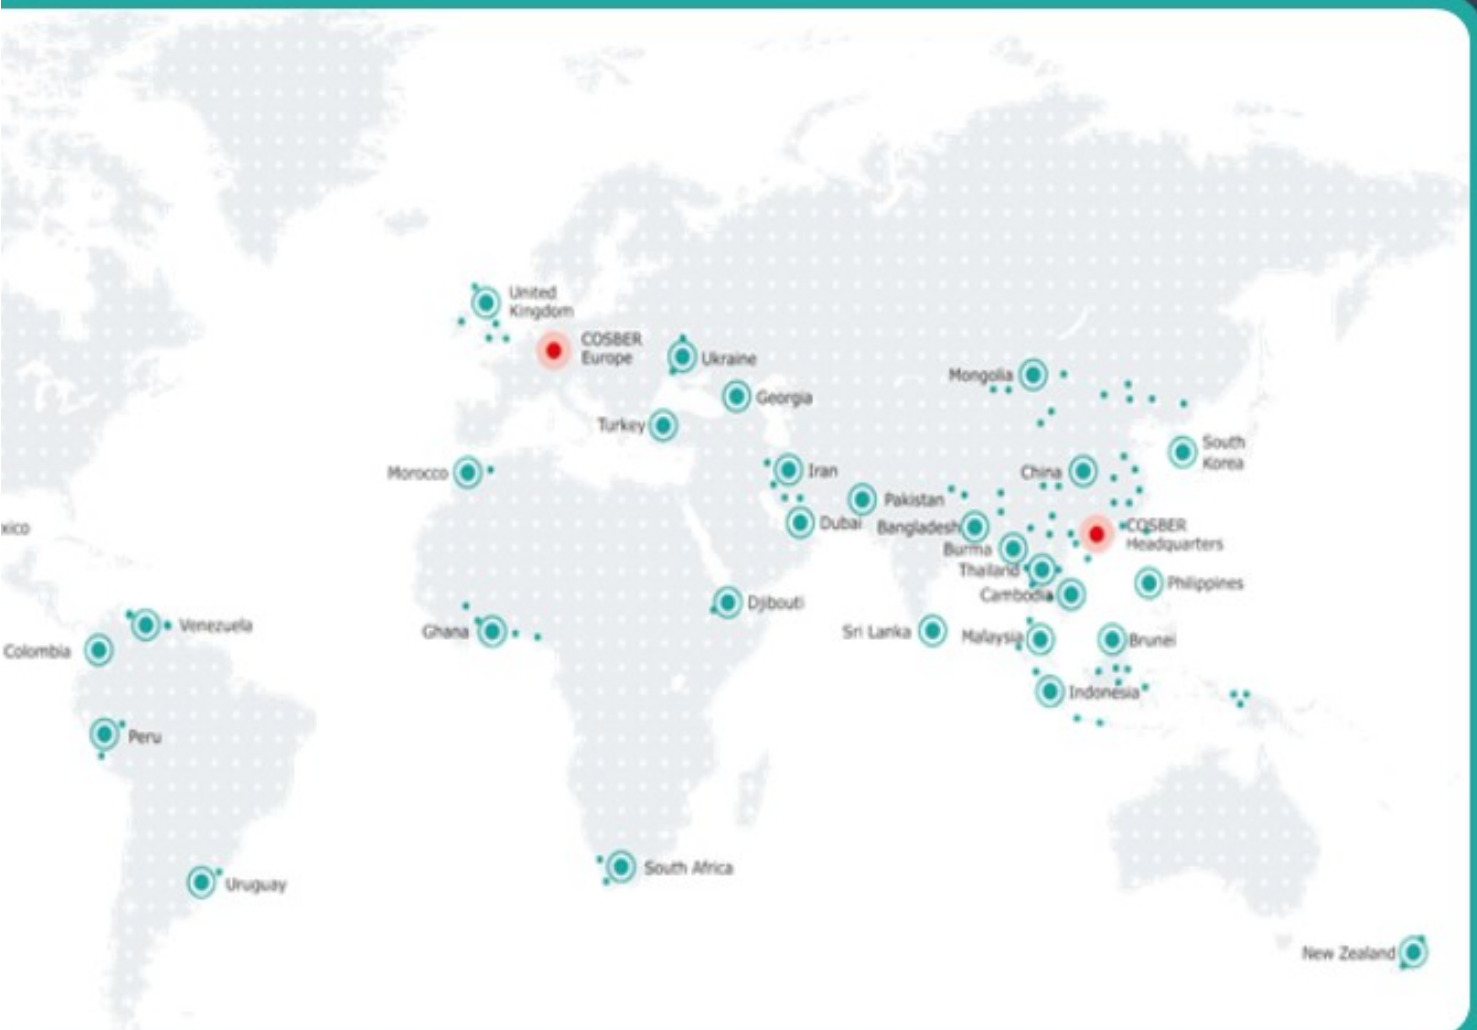 United
Kingdom
COSBER
Europe
Ukraine
Mongolia
Georgia
Turkey
South
Korea
Morocco
Iran
China
Pakistan
Dubai
Bangladesh
COSBER
Headquarters
xico
Burma
Thailand
Philippines
Cambodia
Djibouti
Venezuela
Ghana
Sri Lanka
Malaysia
Brunei
Colombia
Indonesia
Peru
South Africa
Uruguay
New Zealand